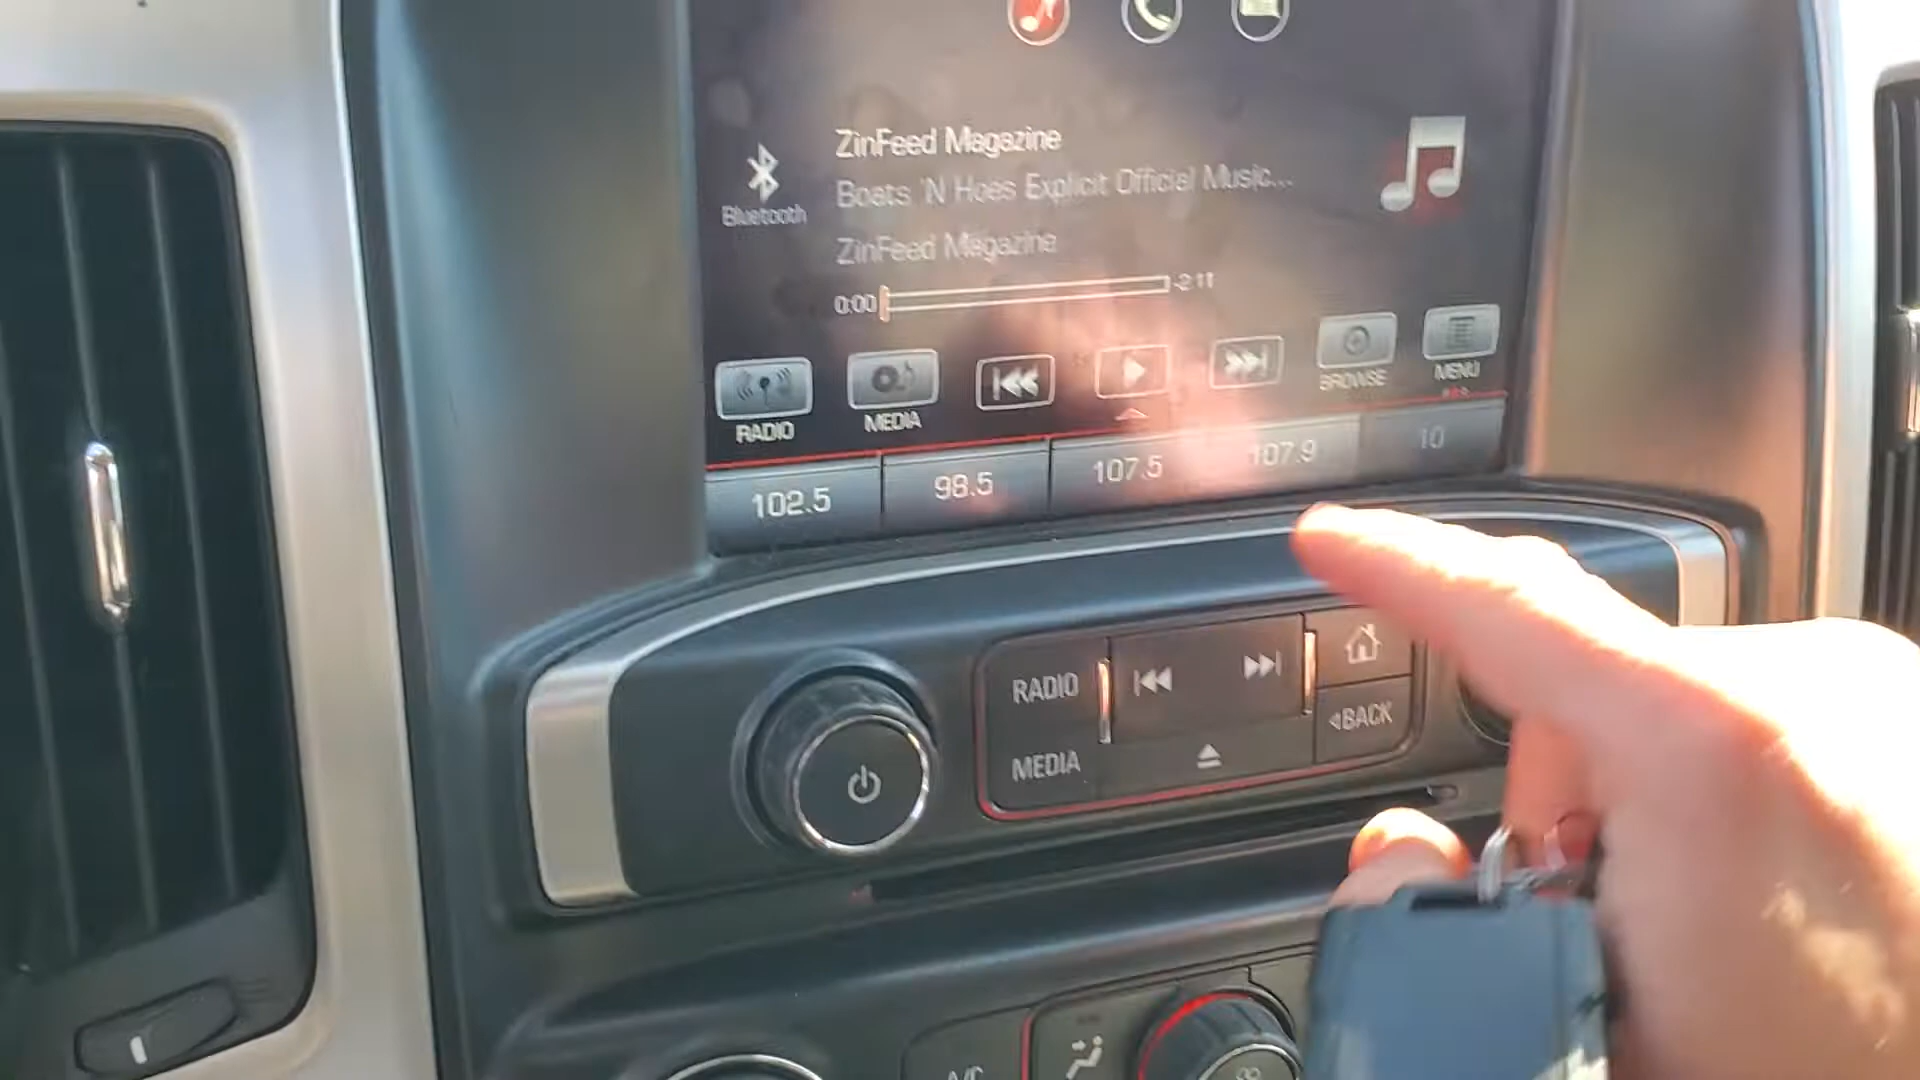 ZinFeed Magazine
Boats 'N Hoes Explicit Official Music...
Bluetooth
ZinFeed Magazine
0:00 -2:11
RADIO MEDIA BROWSE MENU
102.5 98.5 107.5 107.9 10
RADIO
BACK
MEDIA
A/C